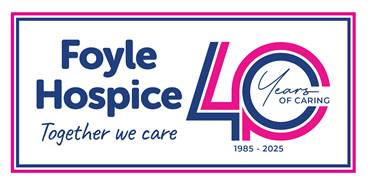 Foyle
Hospice
Together we care
40
Years
OF CARING
1985 - 2025